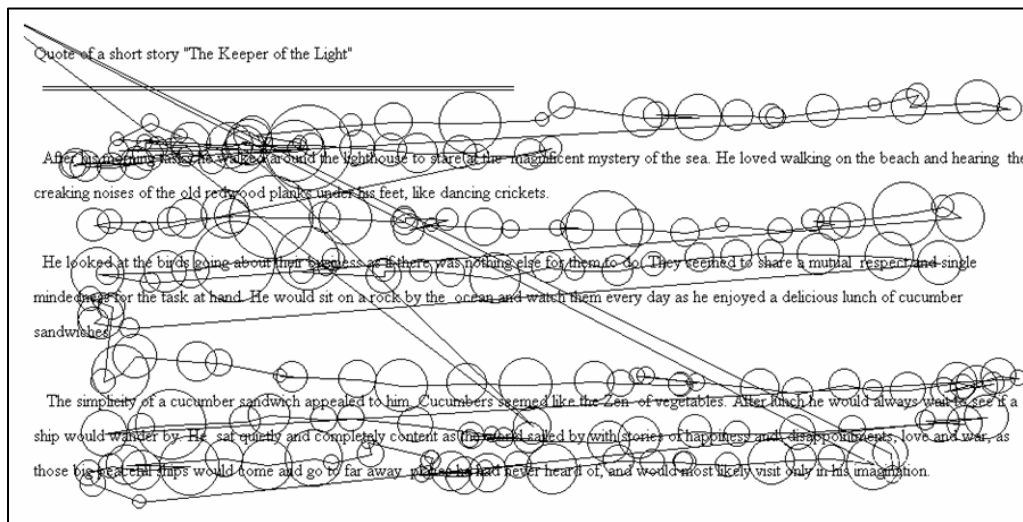 Quote of a short story "The Keeper of the Light"
After his morning tasks, he walked around the lighthouse to stare at the magnificent mystery of the sea. He loved walking on the beach and hearing the
creaking noises of the old redwood planks under his feet, like dancing crickets.
He looked at the birds going about their business as if there was nothing else for them to do. They seemed to share a mutual respect and single
mindedness for the task at hand. He would sit on a rock by the ocean and watch them every day as he enjoyed a delicious lunch of cucumber
sandwiches.
The simplicity of a cucumber sandwich appealed to him. Cucumbers seemed like the Zen of vegetables. After lunch he would always wait to see if a
ship would wander by. He sat quietly and completely content as the world sailed by with stories of happiness and disappointments, love and war, as
those big peaceful ships would come and go to far away places he had never heard of, and would most likely visit only in his imagination.